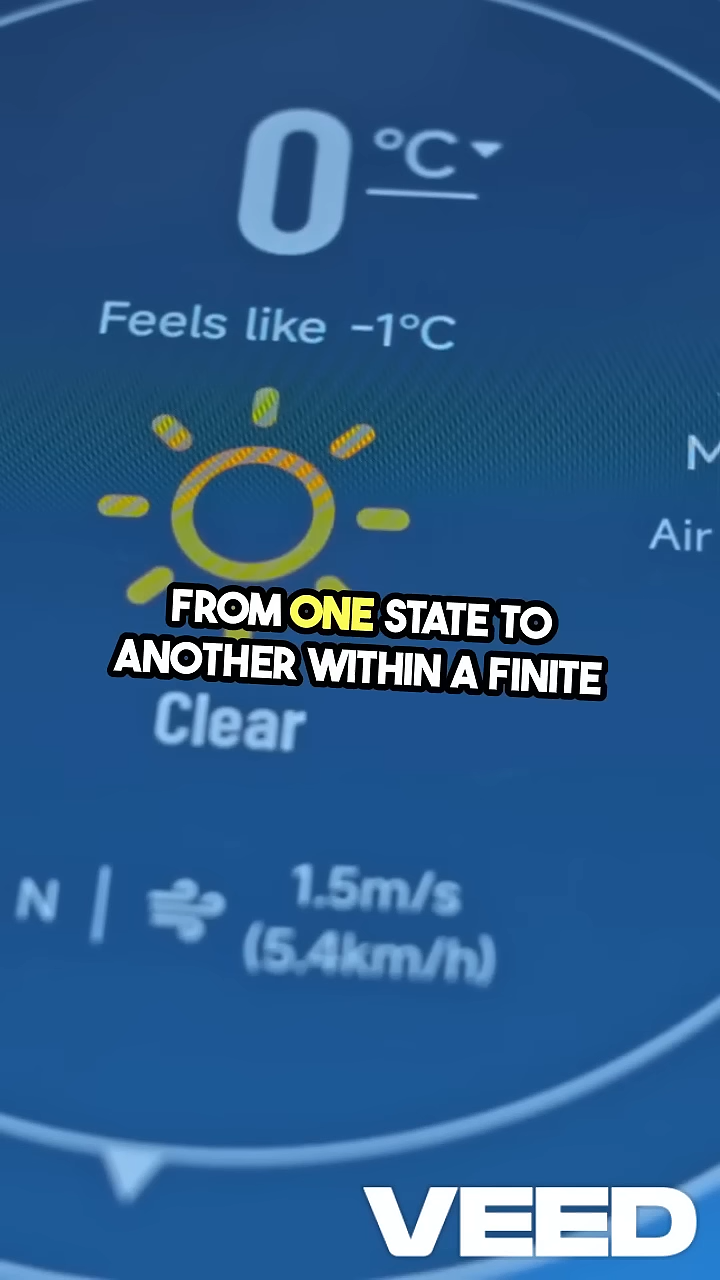 0 °C
Feels like -1°C
M
Air
FROM ONE STATE TO
ANOTHER WITHIN A FINITE
Clear
N | 1.5m/s
(5.4km/h)
VEED